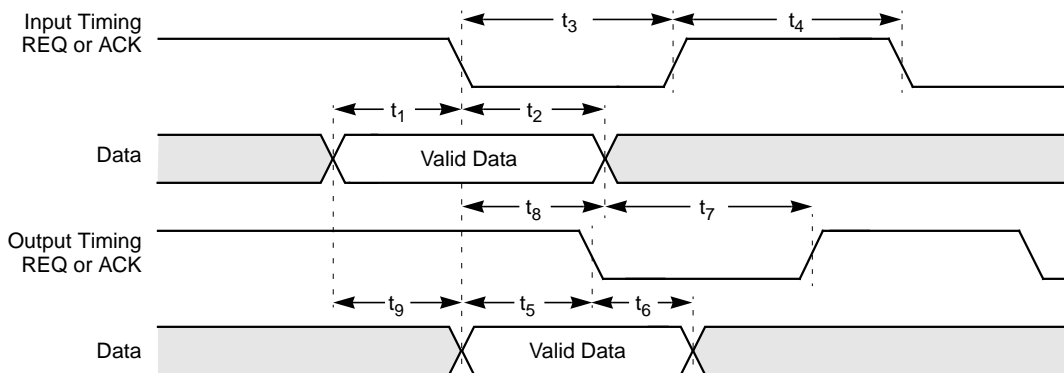 Input Timing
REQ or ACK
t3
t4
t1
t2
Data
Valid Data
t8
t7
Output Timing
REQ or ACK
t9
t5
t6
Data
Valid Data